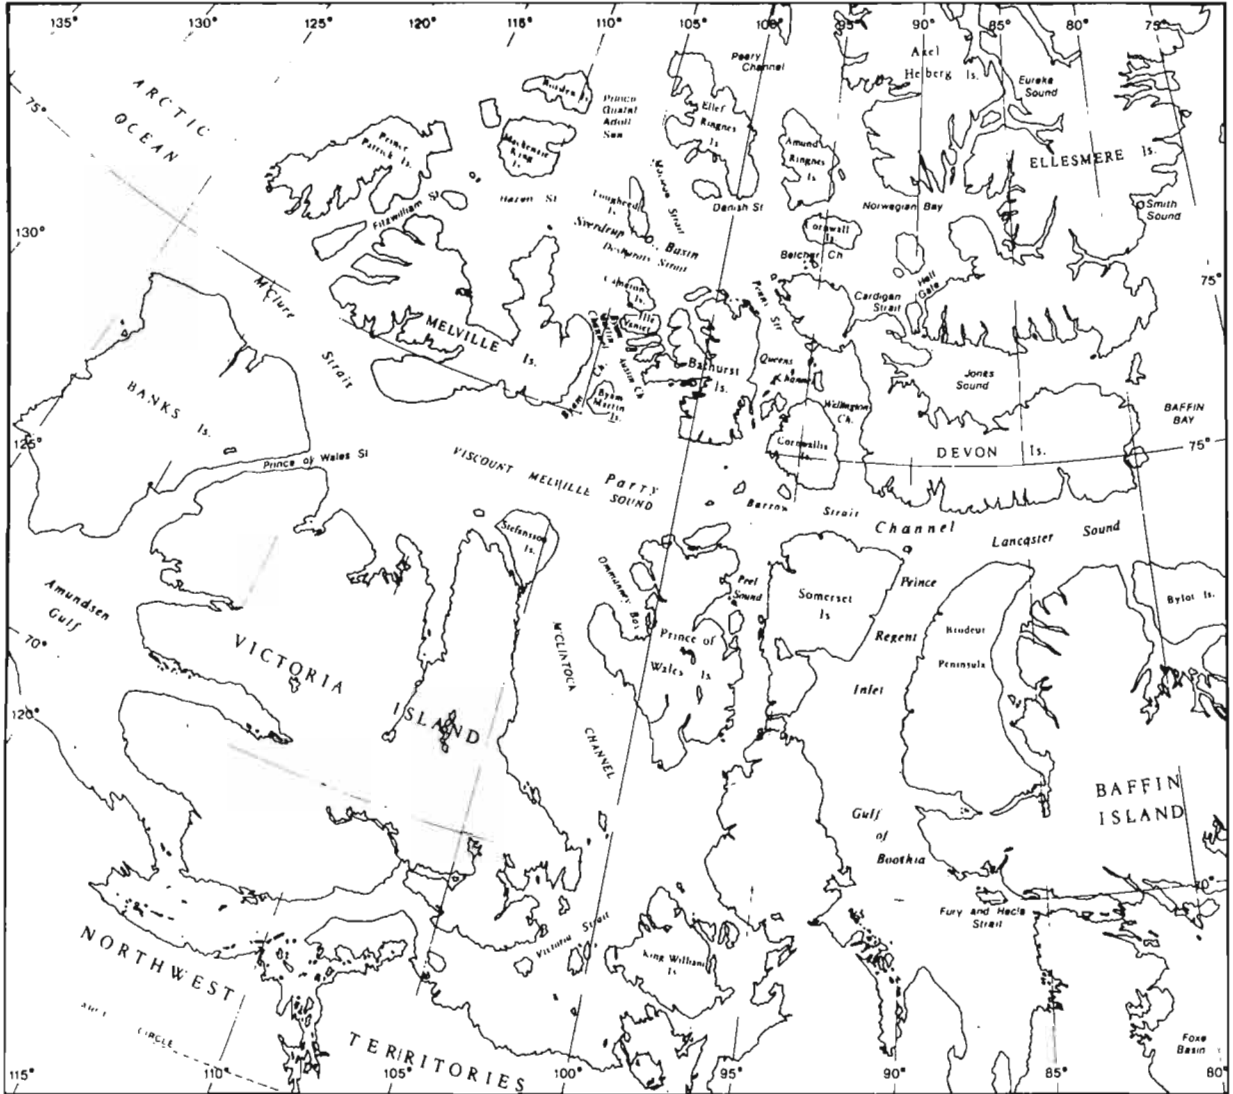 135°
130°
125°
120°
115°
110°
105°
100°
95°
90°
85°
80°
75°
ARCTIC
OCEAN
75°
130°
125°
70°
120°
Borden Is.
Mackenzie
King
Is
Prince
Gustaf
Adolf
Sea
Ellef
Ringnes
Is
Peery
Channel
Amund
Ringnes
Is
Axel
Heiberg Is.
Eureka
Sound
ELLESMERE Is.
Smith
Sound
Prince
Patrick Is.
Fitzwilliam St
Hazen St
Lougheed
Is
Maclean Strait
Danish St
Norwegian Bay
Cornwall
Is.
Sverdrup Basin
Desbarats Strait
Belcher Ch
Hell
Gate
Cardigan
Strait
75°
M'Clure
Strait
MELVILLE Is.
Cameron
Is.
Ile
Vanier
Byam
Martin
Channel
Austin Ch
Byam Ch.
Byam
Martin
Is.
Bathurst
Is.
Penny Str
Queens
Channel
Wellington
Ch.
Cornwallis
Is.
Jones
Sound
DEVON Is.
BAFFIN
BAY
75°
BANKS Is.
Prince of Wales St
VISCOUNT MELVILLE SOUND
Parry
Barrow Strait
Channel
Lancaster Sound
Stefansson
Is.
Ommanney Bay
Peel
Sound
Somerset
Is
Prince
Regent
Inlet
Brodeur
Peninsula
Bylot Is.
Amundsen
Gulf
VICTORIA
ISLAND
M'CLINTOCK
CHANNEL
Prince of
Wales Is
BAFFIN
ISLAND
Gulf
of
Boothia
70°
Fury and Hecla
Strait
Victoria Strait
King William
Is
NORTHWEST
TERRITORIES
CIRCLE
Foxe
Basin
115°
110°
105°
100°
95°
90°
85°
80°